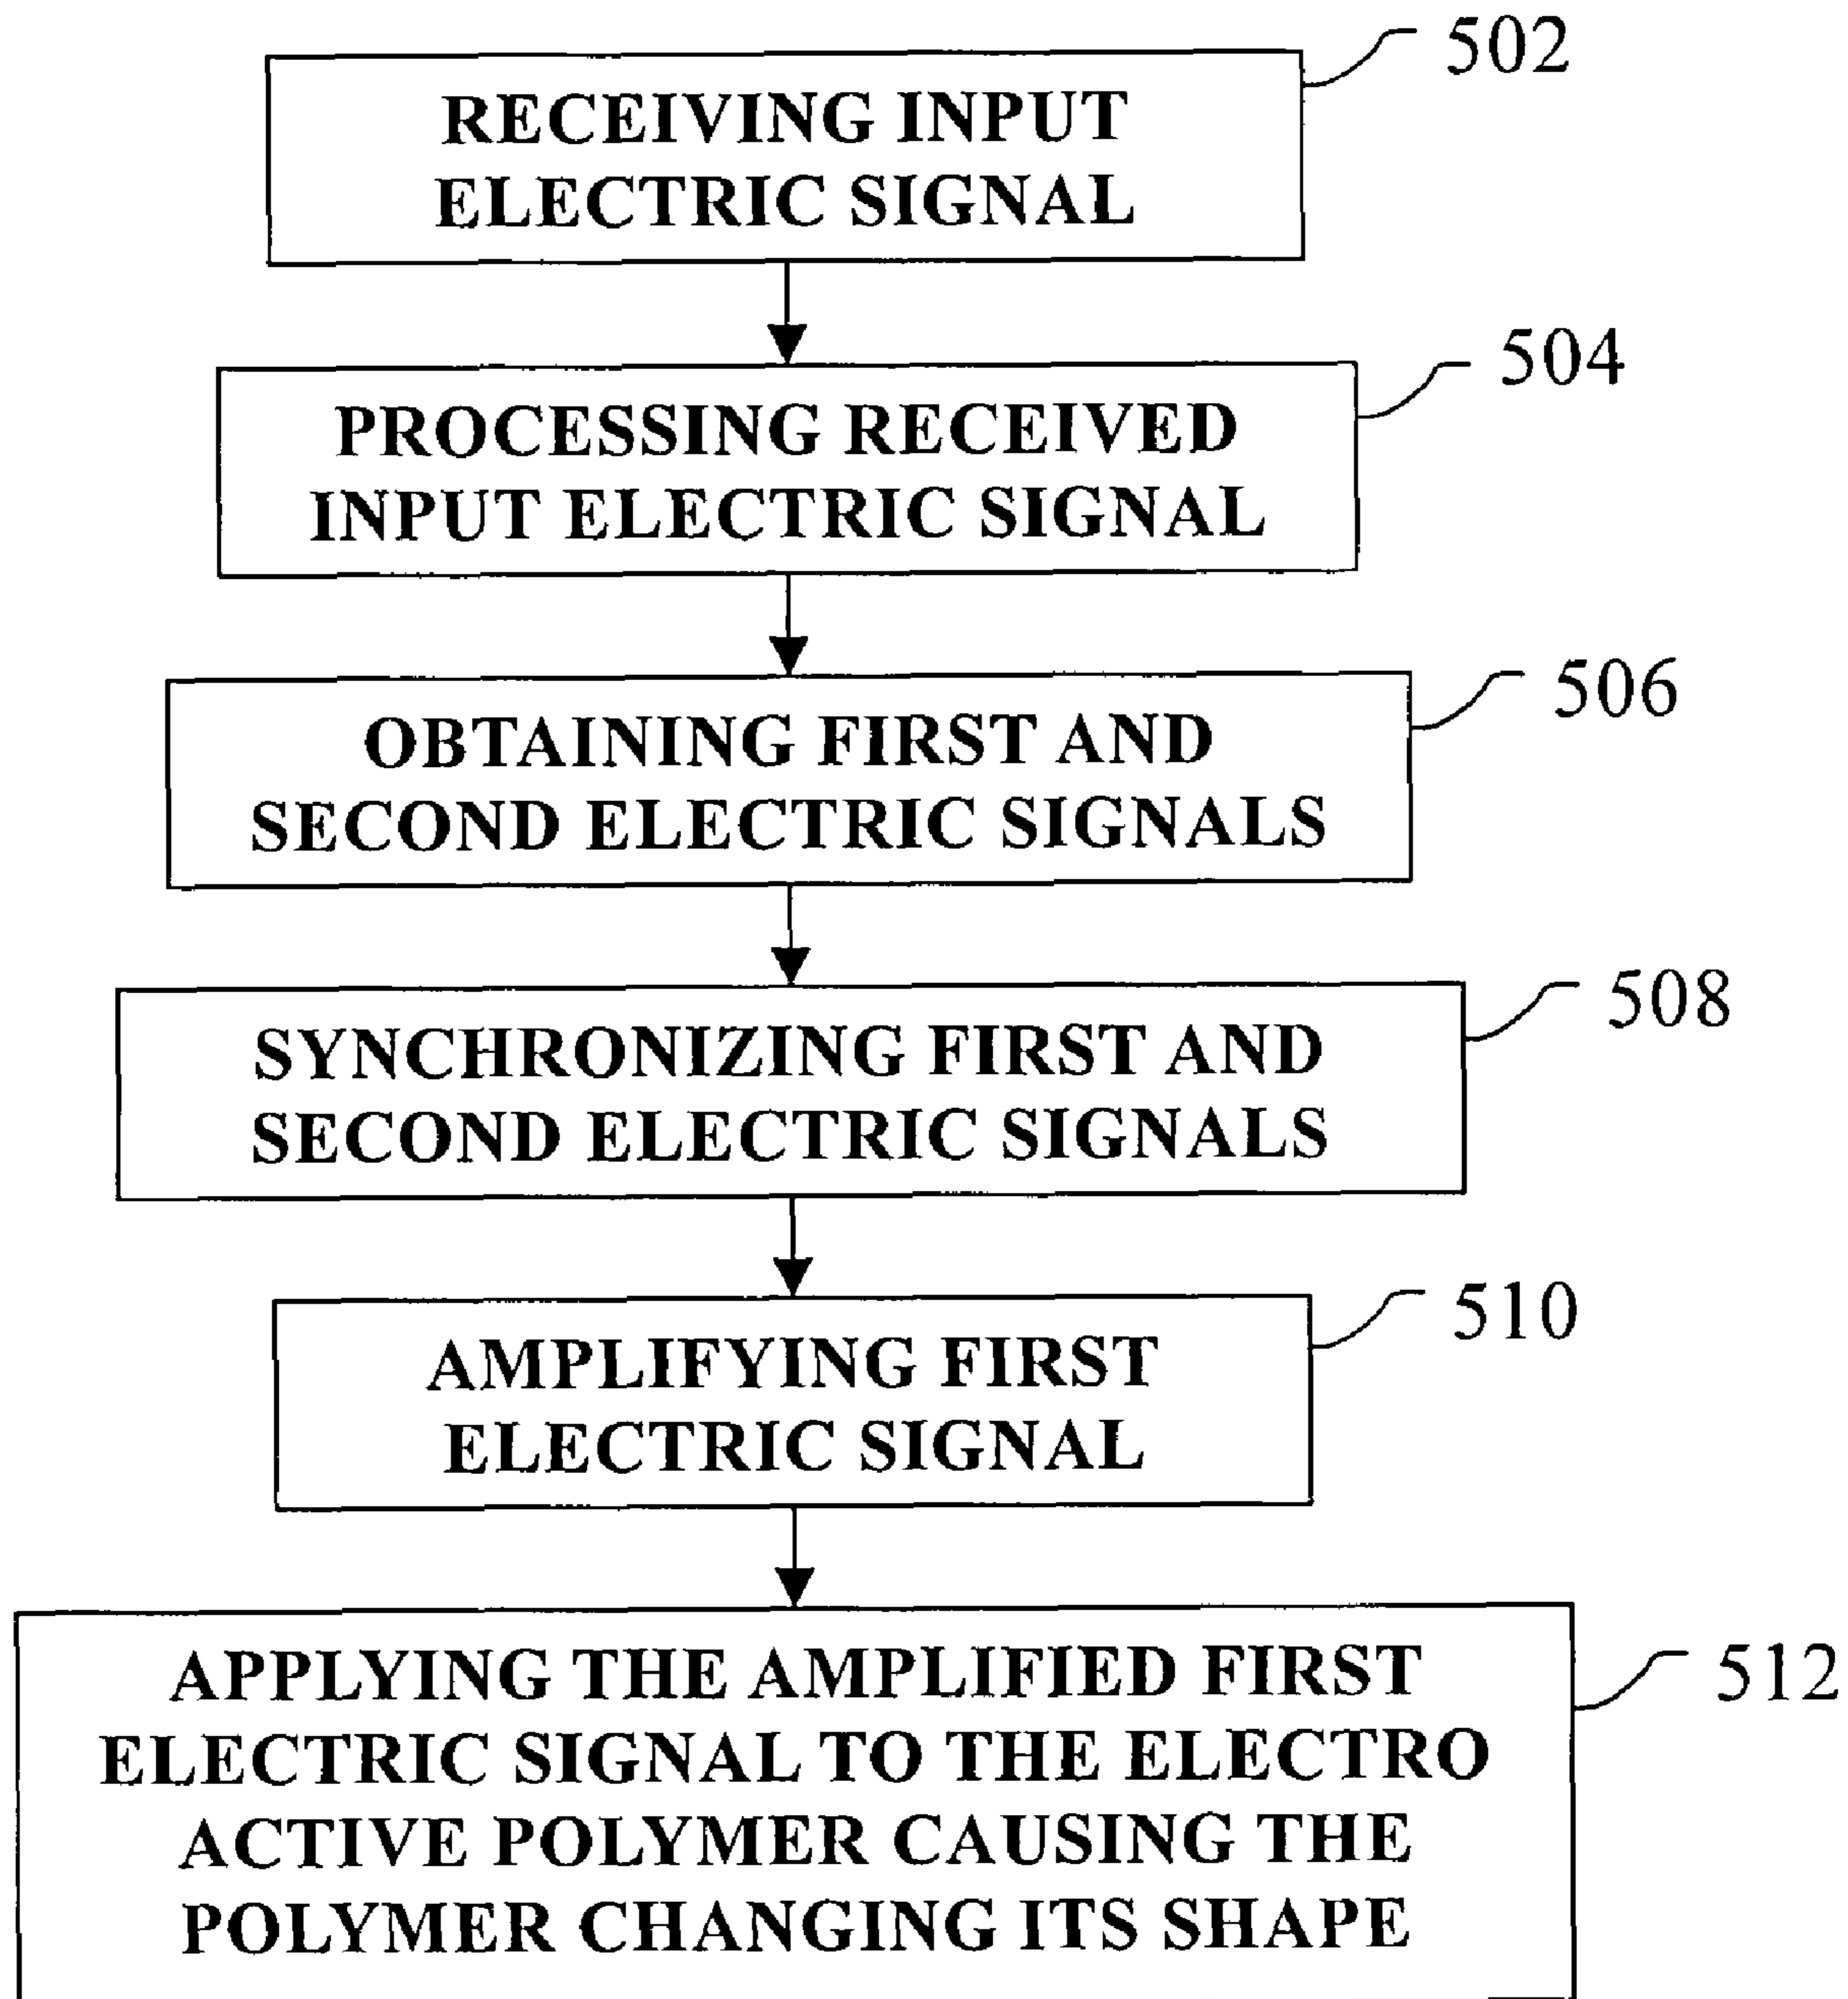 502
RECEIVING INPUT
ELECTRIC SIGNAL
504
PROCESSING RECEIVED
INPUT ELECTRIC SIGNAL
506
OBTAINING FIRST AND
SECOND ELECTRIC SIGNALS
508
SYNCHRONIZING FIRST AND
SECOND ELECTRIC SIGNALS
510
AMPLIFYING FIRST
ELECTRIC SIGNAL
512
APPLYING THE AMPLIFIED FIRST
ELECTRIC SIGNAL TO THE ELECTRO
ACTIVE POLYMER CAUSING THE
POLYMER CHANGING ITS SHAPE